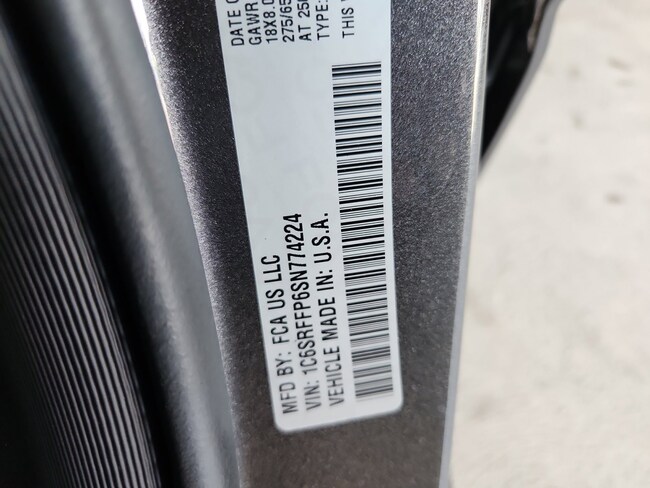 DATE O
GAWR
18X8.0
275/65
AT 250
TYPE:
THIS V
MFD BY: FCA US LLC
VIN: 1C6SRFFP6SN774224
VEHICLE MADE IN: U.S.A.